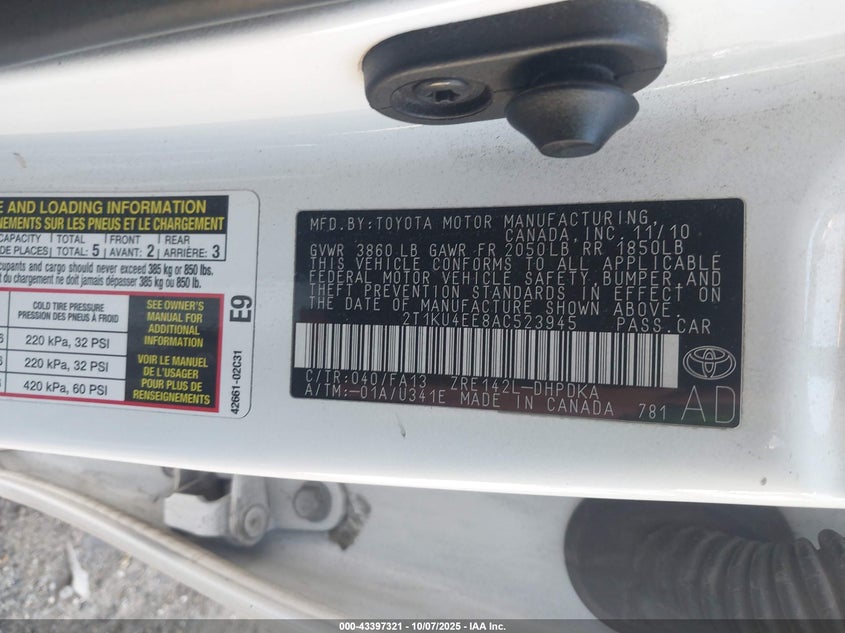 E AND LOADING INFORMATION
NEMENTS SUR LES PNEUS ET LE CHARGEMENT
CAPACITY TOTAL FRONT REAR
DE PLACES TOTAL: 5 AVANT: 2 ARRIÈRE: 3
cupants and cargo should never exceed 385 kg or 850 lbs.
t du chargement ne doit jamais dépasser 385 kg ou 850 lb.
COLD TIRE PRESSURE
PRESSION DES PNEUS À FROID
220 kPa, 32 PSI
220 kPa, 32 PSI
420 kPa, 60 PSI
SEE OWNER'S
MANUAL FOR
ADDITIONAL
INFORMATION
VOIR LE MANUEL
DE L'USAGER
POUR PLUS DE
RENSEIGNEMENTS
E9
42661-02C31
MFD.BY:TOYOTA MOTOR MANUFACTURING,
CANADA,INC. 11/10
GVWR 3860LB GAWR FR 2050LB RR 1850LB
THIS VEHICLE CONFORMS TO ALL APPLICABLE
FEDERAL MOTOR VEHICLE SAFETY,BUMPER,AND
THEFT PREVENTION STANDARDS IN EFFECT ON
THE DATE OF MANUFACTURE SHOWN ABOVE.
2T1KU4EE8AC523945 PASS.CAR
C/TR:040/FA13 ZRE142L-DHPDKA
A/TM:-01A/U341E MADE IN CANADA 781
AD
000-43397321 | 10/07/2025 | IAA Inc.